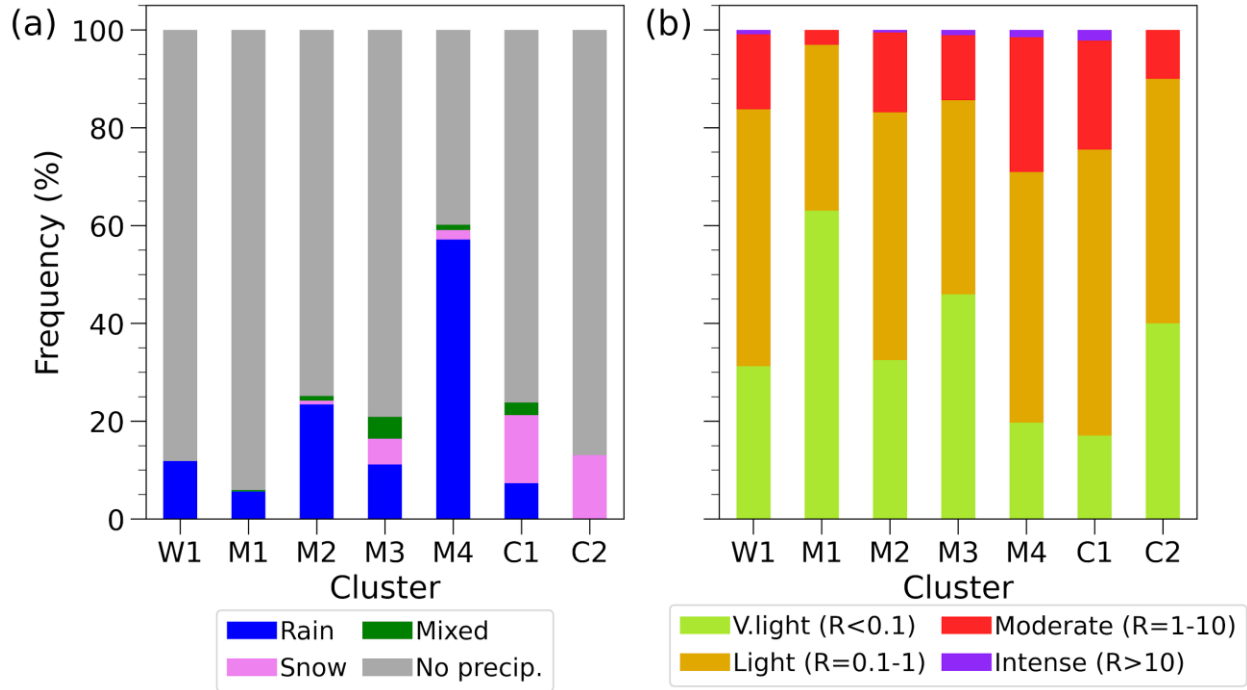 (a)
(b)
Frequency (%)
100
80
60
40
20
0
W1 M1 M2 M3 M4 C1 C2
W1 M1 M2 M3 M4 C1 C2
Cluster
Cluster
Rain Mixed
Snow No precip.
V.light (R<0.1) Moderate (R=1-10)
Light (R=0.1-1) Intense (R>10)